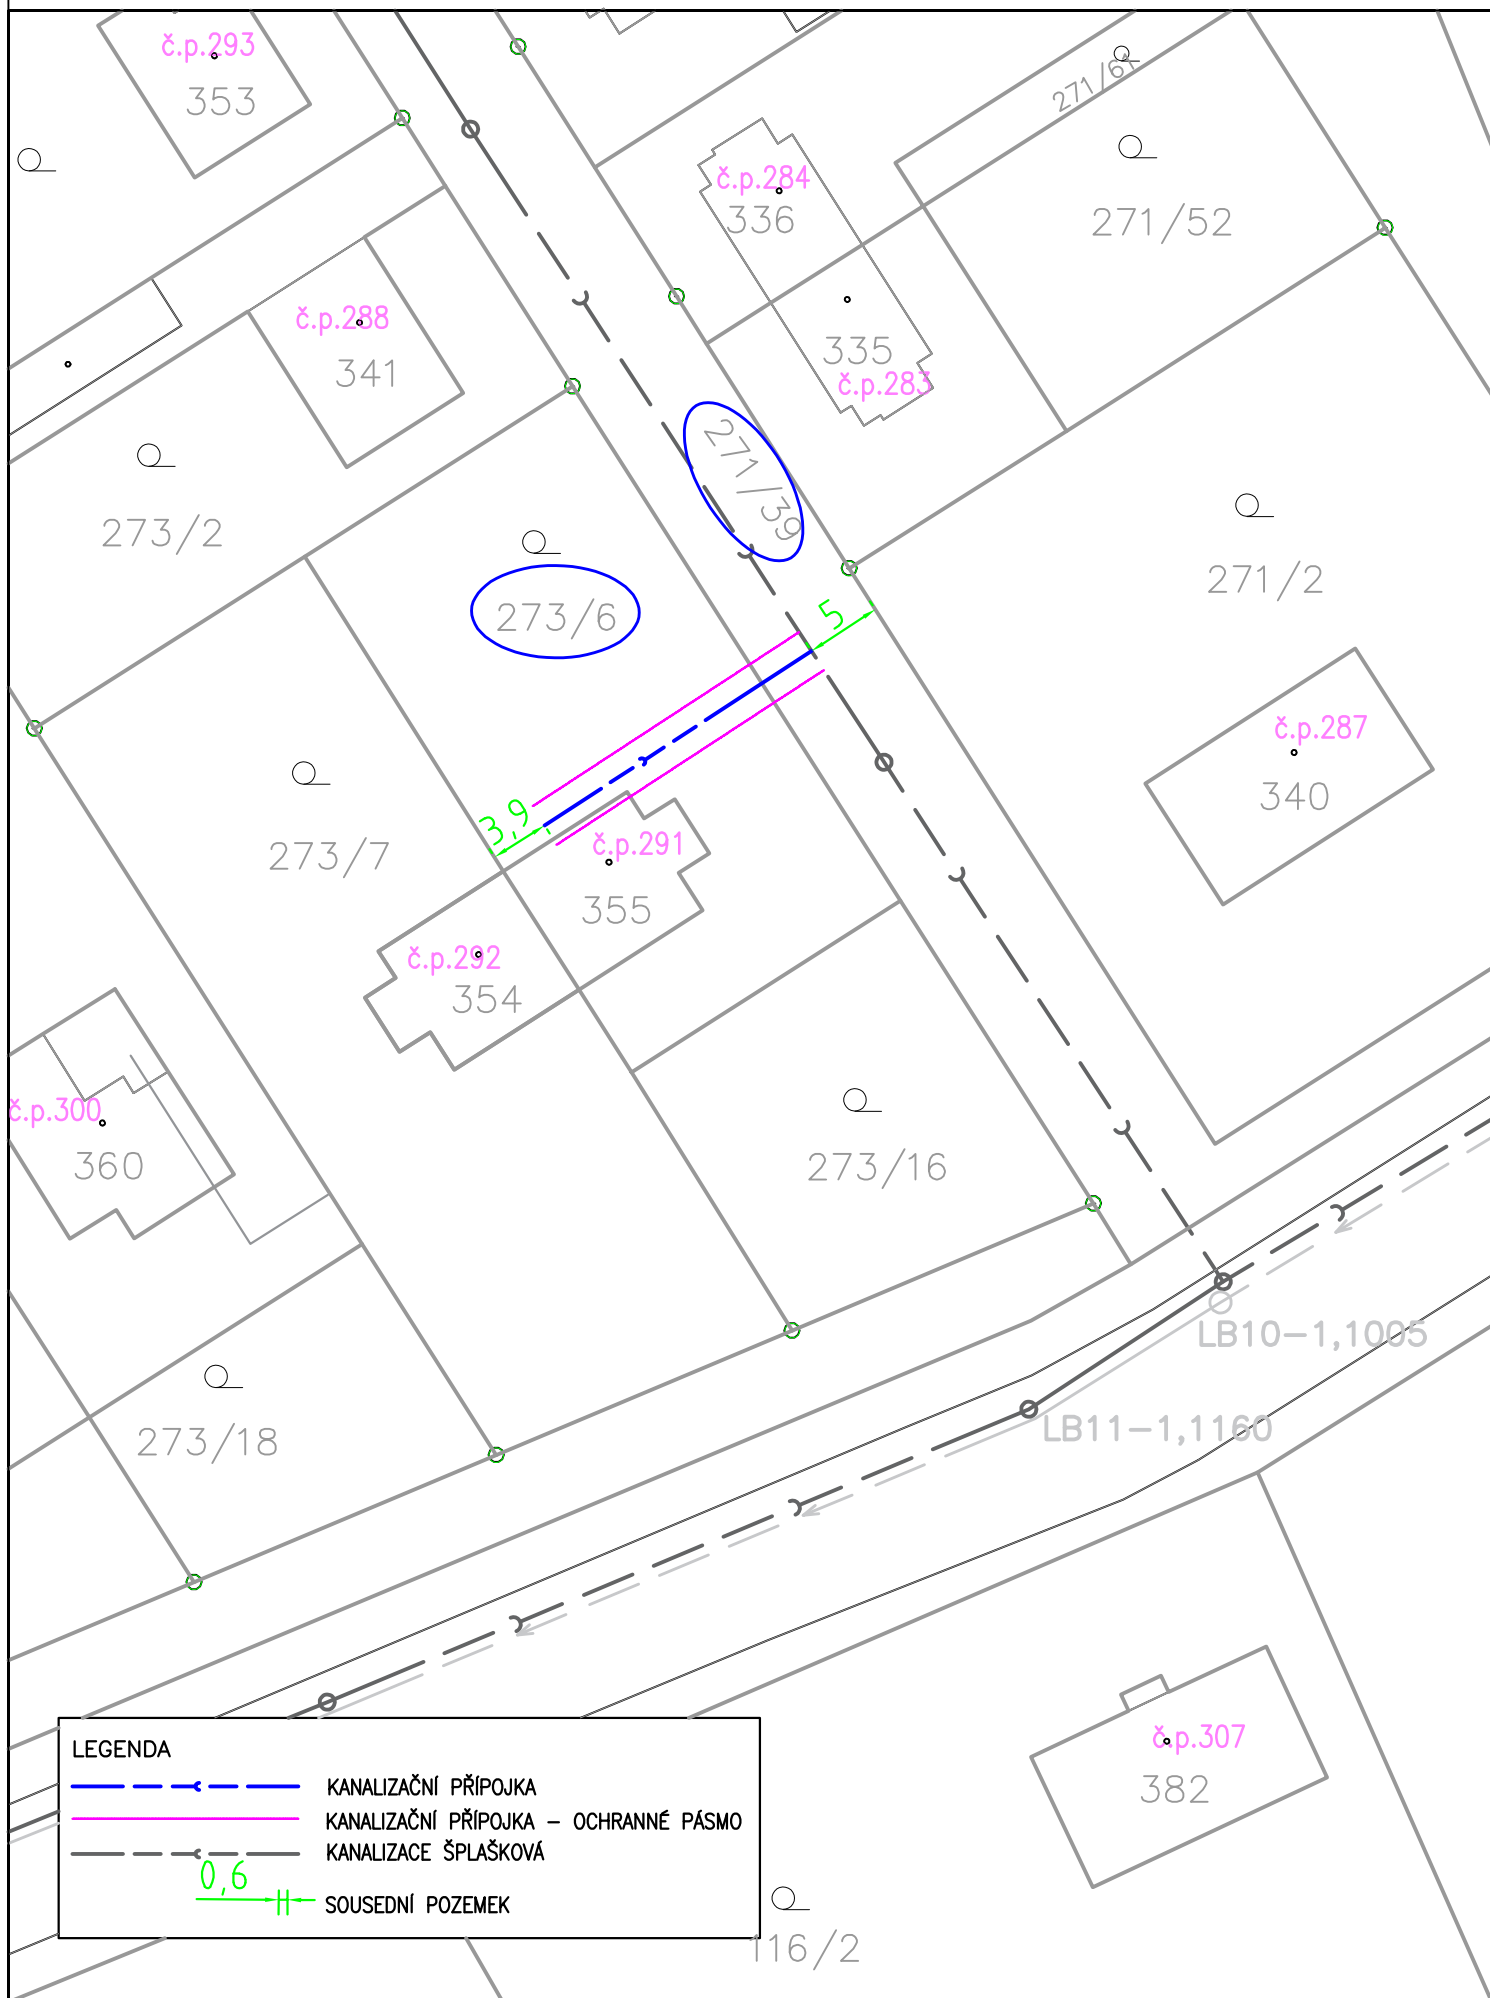 č.p.293
353
271/61
č.p.284
336
271/52
č.p.288
341
335
č.p.283
271/39
273/2
271/2
273/6
5
č.p.287
340
3,9
č.p.291
273/7
355
č.p.292
354
č.p.300
360
273/16
LB10-1,1005
LB11-1,1160
273/18
č.p.307
382
LEGENDA
KANALIZAČNÍ PŘÍPOJKA
KANALIZAČNÍ PŘÍPOJKA – OCHRANNÉ PÁSMO
KANALIZACE ŠPLAŠKOVÁ
0,6
SOUSEDNÍ POZEMEK
116/2